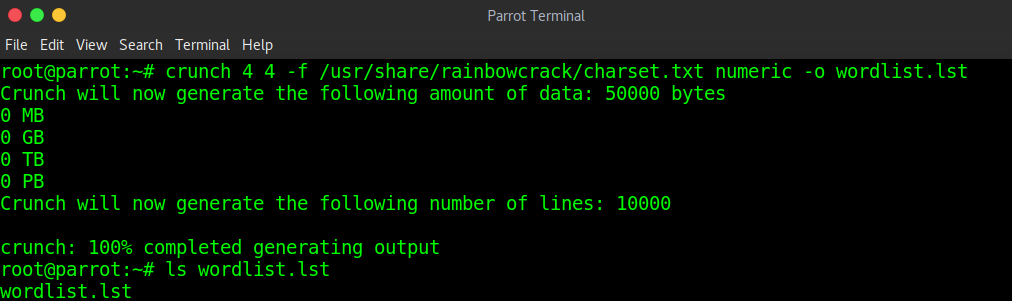 Parrot Terminal
File Edit View Search Terminal Help
root@parrot:~# crunch 4 4 -f /usr/share/rainbowcrack/charset.txt numeric -o wordlist.lst
Crunch will now generate the following amount of data: 50000 bytes
0 MB
0 GB
0 TB
0 PB
Crunch will now generate the following number of lines: 10000
crunch: 100% completed generating output
root@parrot:~# ls wordlist.lst
wordlist.lst